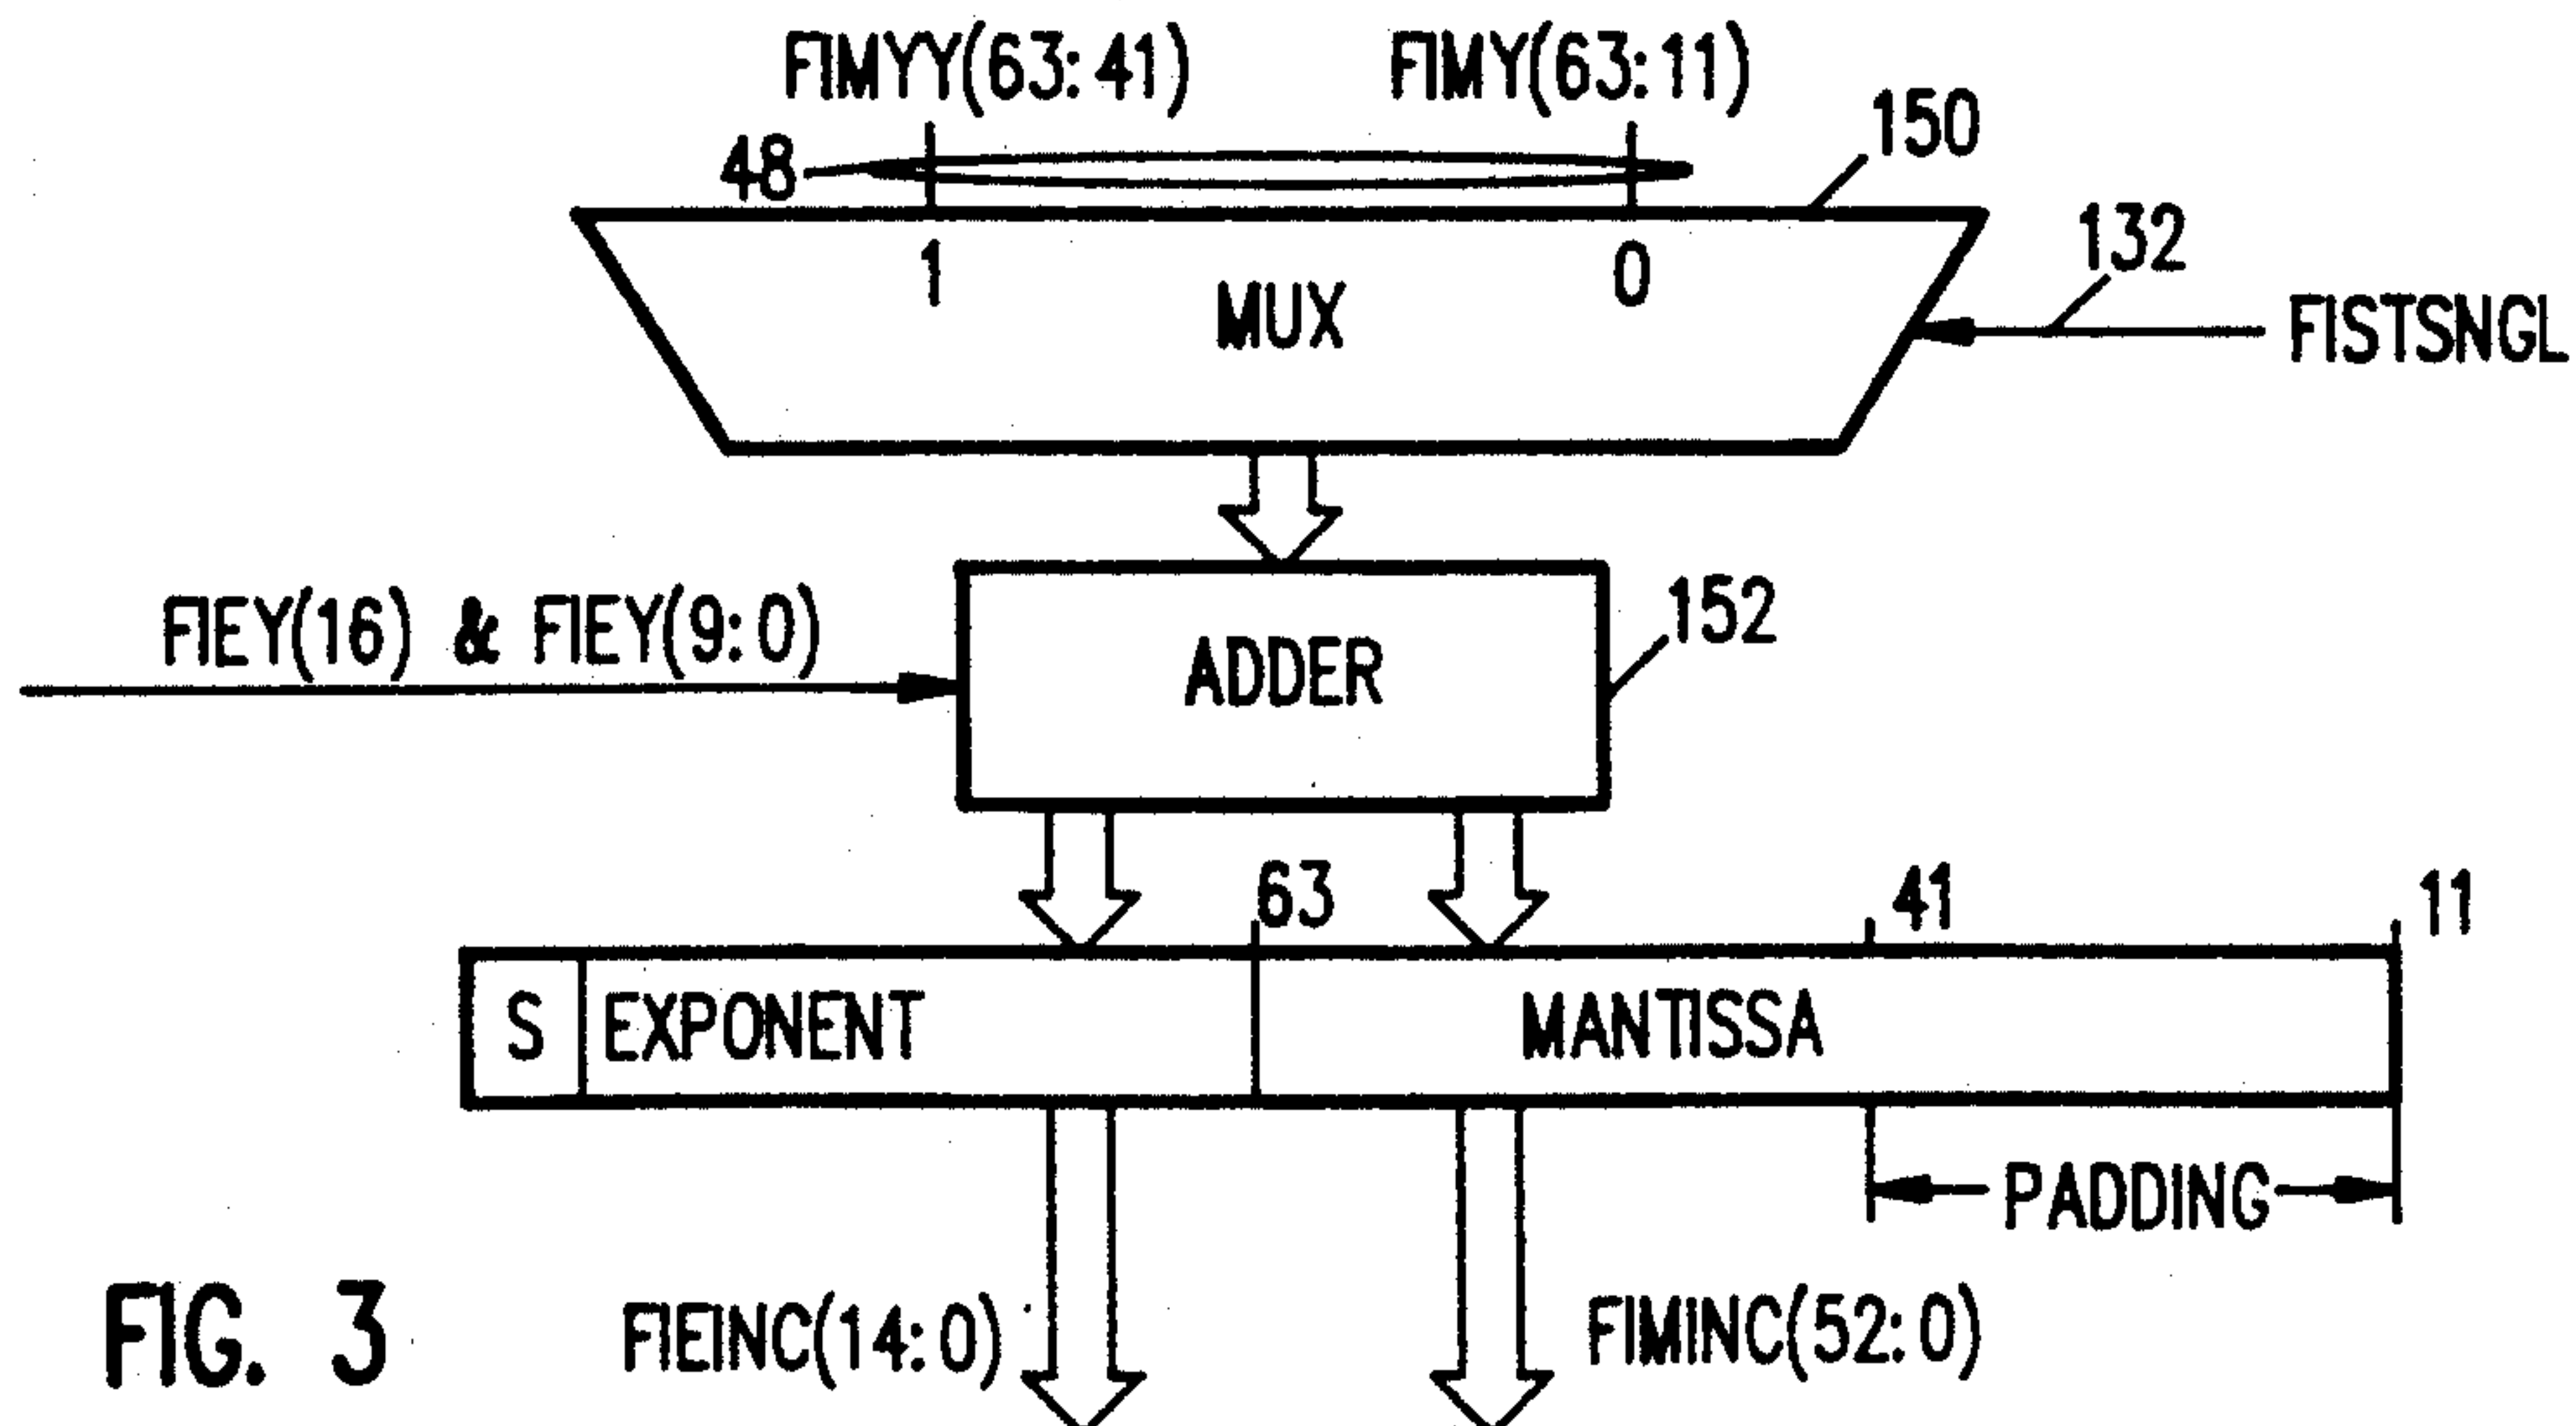 FIMYY(63:41) FIMY(63:11)
48 150
1 0
MUX
132
FISTSNGL
FIEY(16) & FIEY(9:0)
ADDER
152
63 41 11
S EXPONENT MANTISSA
PADDING
FIG. 3
FIEINC(14:0) FIMINC(52:0)